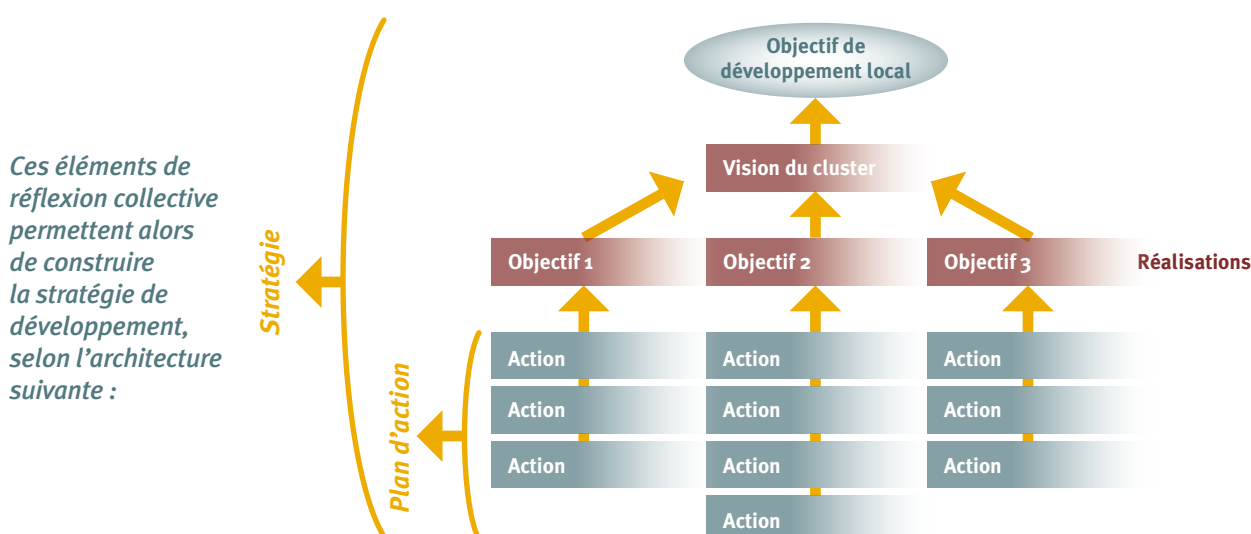 Objectif de
développement local
Ces éléments de
réflexion collective
permettent alors
de construire
la stratégie de
développement,
selon l’architecture
suivante :
Stratégie
Plan d’action
Vision du cluster
Objectif 1
Objectif 2
Objectif 3
Réalisations
Action
Action
Action
Action
Action
Action
Action
Action
Action
Action